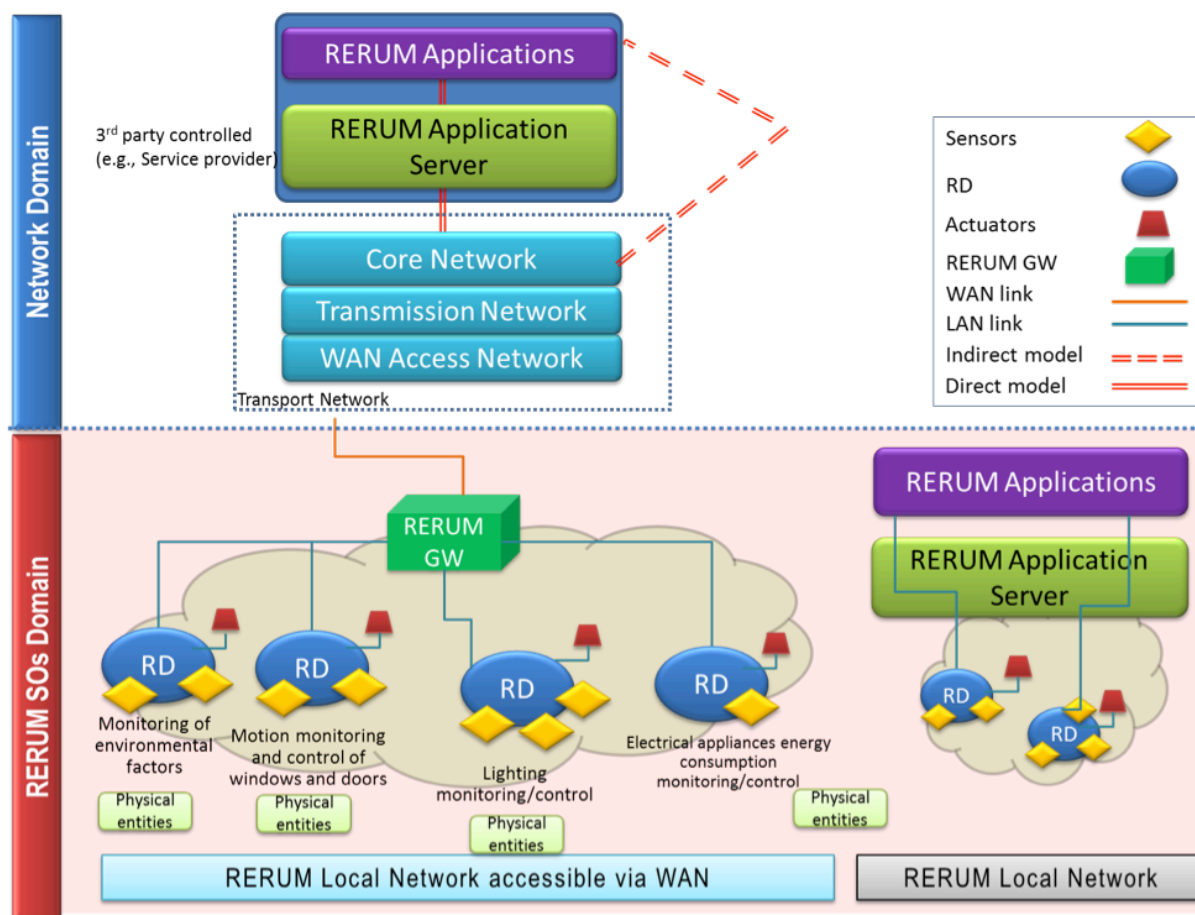 Network Domain
RERUM Applications
RERUM Application
Server
3rd party controlled
(e.g., Service provider)
Core Network
Transmission Network
WAN Access Network
Transport Network
Sensors
RD
Actuators
RERUM GW
WAN link
LAN link
Indirect model
Direct model
RERUM SOs Domain
RERUM
GW
RD
RD
RD
RD
Monitoring of
environmental
factors
Motion monitoring
and control of
windows and doors
Lighting
monitoring/control
Electrical appliances energy
consumption
monitoring/control
Physical
entities
Physical
entities
Physical
entities
Physical
entities
RERUM Local Network accessible via WAN
RERUM Applications
RERUM Application
Server
RD
RD
RERUM Local Network